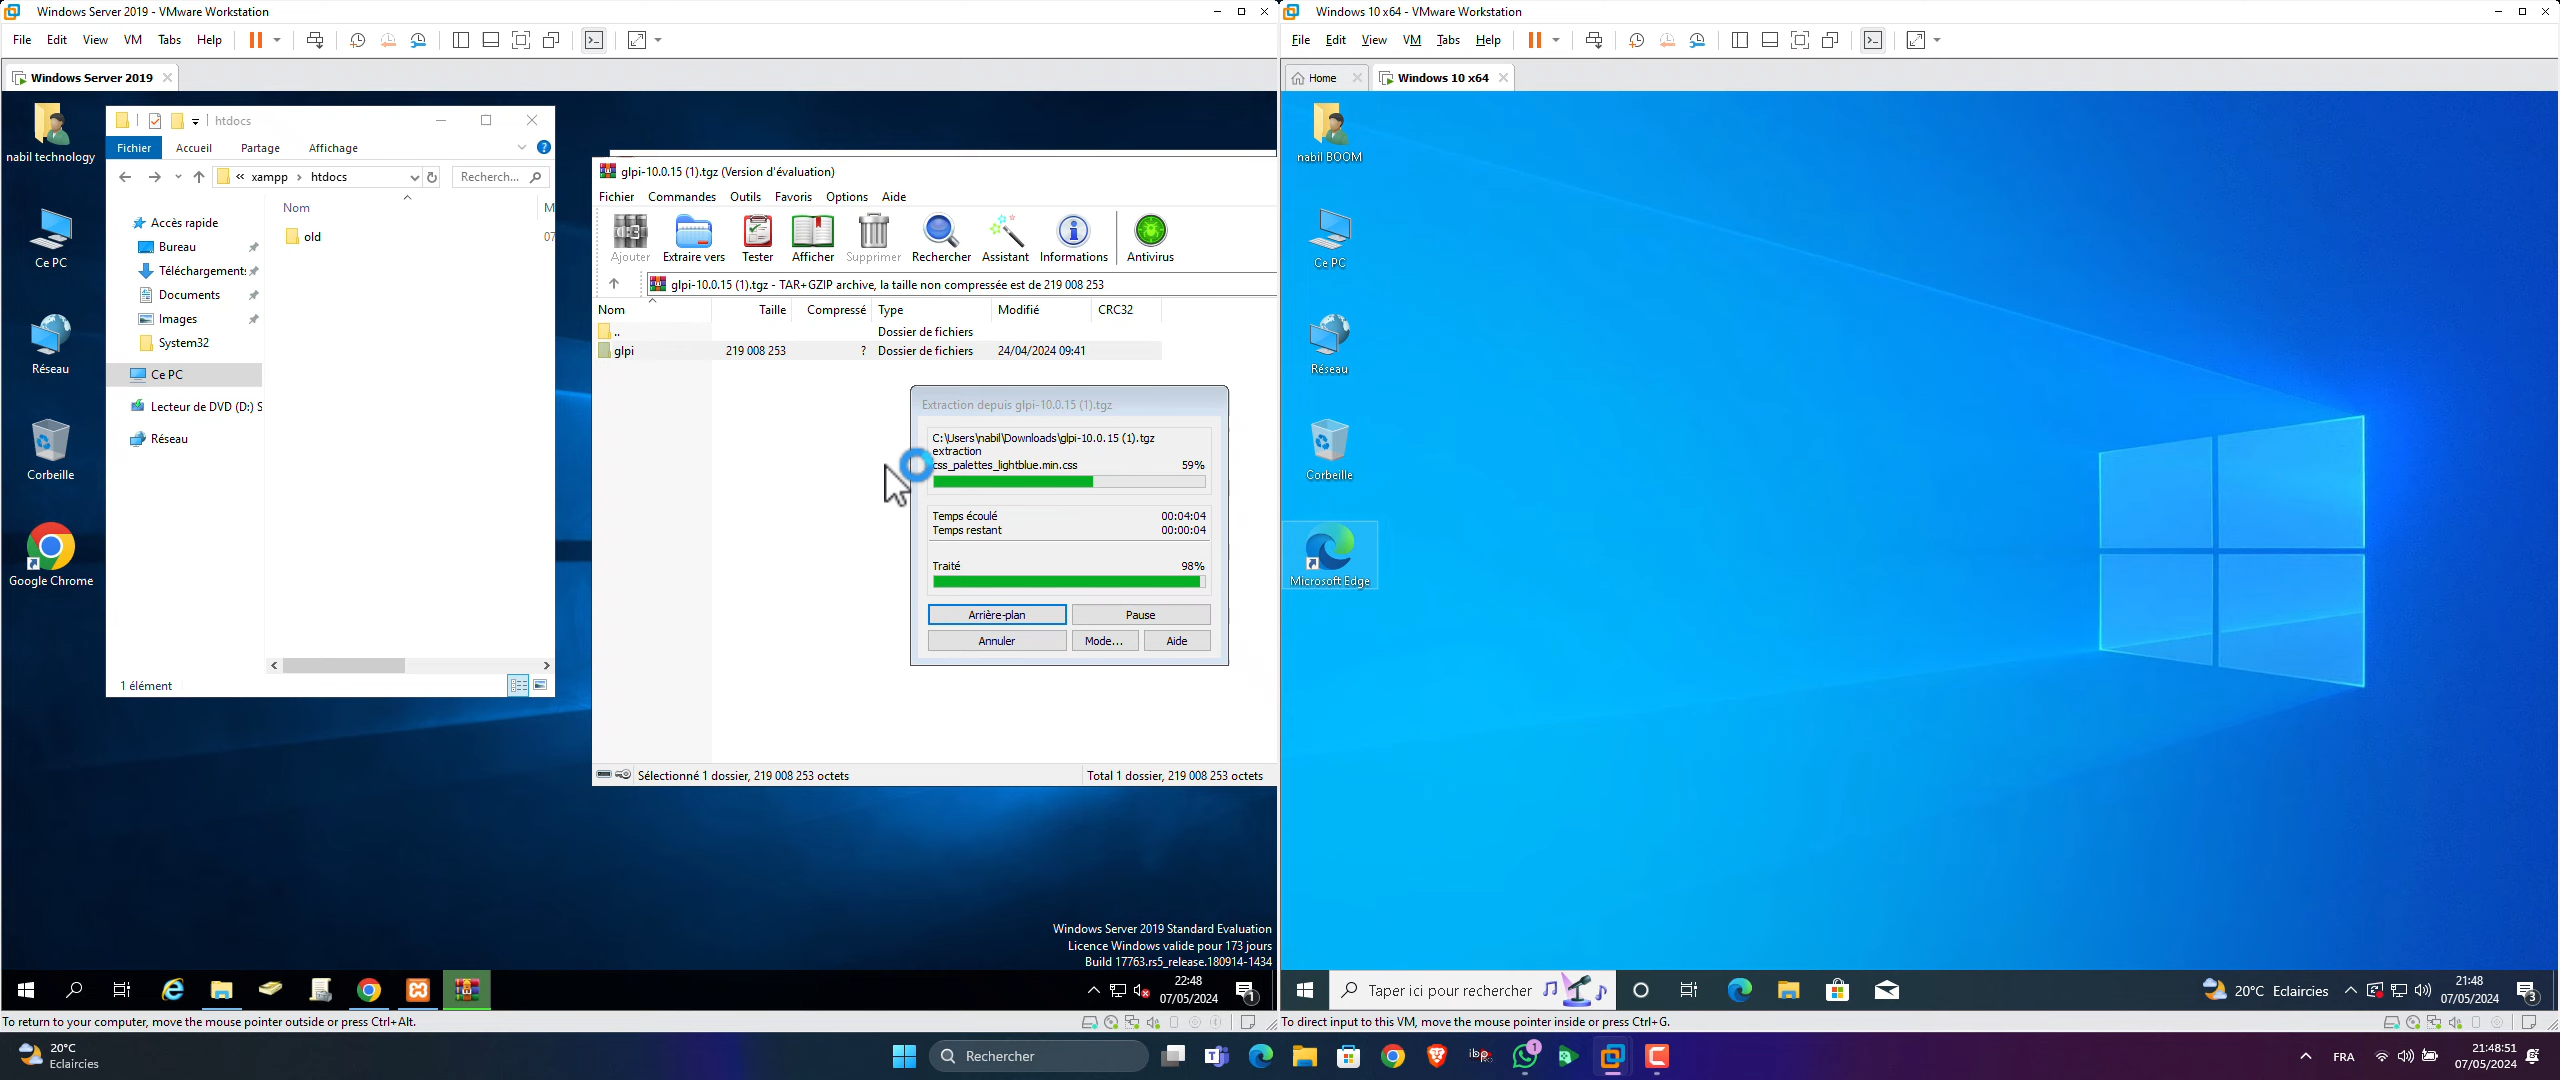 Windows Server 2019 - VMware Workstation
File Edit View VM Tabs Help
Windows Server 2019
nabil technology
Ce PC
Réseau
Corbeille
Google Chrome
htdocs
Fichier Accueil Partage Affichage
« xampp › htdocs
Recherch...
Nom M
old 07
Accès rapide
Bureau
Téléchargement:
Documents
Images
System32
Ce PC
Lecteur de DVD (D:) S
Réseau
1 élément
glpi-10.0.15 (1).tgz (Version d'évaluation)
Fichier Commandes Outils Favoris Options Aide
Ajouter Extraire vers Tester Afficher Supprimer Rechercher Assistant Informations Antivirus
glpi-10.0.15 (1).tgz - TAR+GZIP archive, la taille non compressée est de 219 008 253
Nom Taille Compressé Type Modifié CRC32
.. Dossier de fichiers
glpi 219 008 253 ? Dossier de fichiers 24/04/2024 09:41
Extraction depuis glpi-10.0.15 (1).tgz
C:\Users\nabil\Downloads\glpi-10.0.15 (1).tgz
extraction
css_palettes_lightblue.min.css 59%
Temps écoulé 00:04:04
Temps restant 00:00:04
Traité 98%
Arrière-plan Pause
Annuler Mode... Aide
Sélectionné 1 dossier, 219 008 253 octets
Total 1 dossier, 219 008 253 octets
Windows Server 2019 Standard Evaluation
Licence Windows valide pour 173 jours
Build 17763.rs5_release.180914-1434
22:48
07/05/2024
1
To return to your computer, move the mouse pointer outside or press Ctrl+Alt.
Windows 10 x64 - VMware Workstation
File Edit View VM Tabs Help
Home
Windows 10 x64
nabil BOOM
Ce PC
Réseau
Corbeille
Microsoft Edge
Taper ici pour rechercher
20°C Eclaircies
21:48
07/05/2024
3
To direct input to this VM, move the mouse pointer inside or press Ctrl+G.
20°C
Eclaircies
Rechercher
ibp
1
FRA
21:48:51
07/05/2024